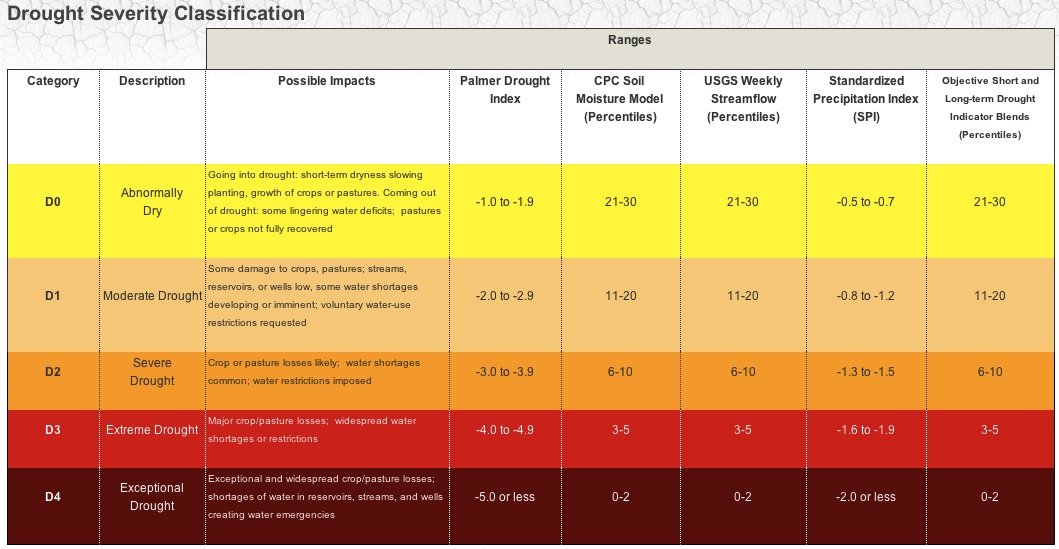 Drought Severity Classification
Ranges
Category Description Possible Impacts Palmer Drought Index CPC Soil Moisture Model (Percentiles) USGS Weekly Streamflow (Percentiles) Standardized Precipitation Index (SPI) Objective Short and Long-term Drought Indicator Blends (Percentiles)
D0
Abnormally
Dry
Going into drought: short-term dryness slowing
planting, growth of crops or pastures. Coming out
of drought: some lingering water deficits; pastures
or crops not fully recovered
-1.0 to -1.9
21-30
21-30
-0.5 to -0.7
21-30
D1
Moderate Drought
Some damage to crops, pastures; streams,
reservoirs, or wells low, some water shortages
developing or imminent; voluntary water-use
restrictions requested
-2.0 to -2.9
11-20
11-20
-0.8 to -1.2
11-20
D2
Severe
Drought
Crop or pasture losses likely; water shortages
common; water restrictions imposed
-3.0 to -3.9
6-10
6-10
-1.3 to -1.5
6-10
D3
Extreme Drought
Major crop/pasture losses; widespread water
shortages or restrictions
-4.0 to -4.9
3-5
3-5
-1.6 to -1.9
3-5
D4
Exceptional
Drought
Exceptional and widespread crop/pasture losses;
shortages of water in reservoirs, streams, and wells
creating water emergencies
-5.0 or less
0-2
0-2
-2.0 or less
0-2